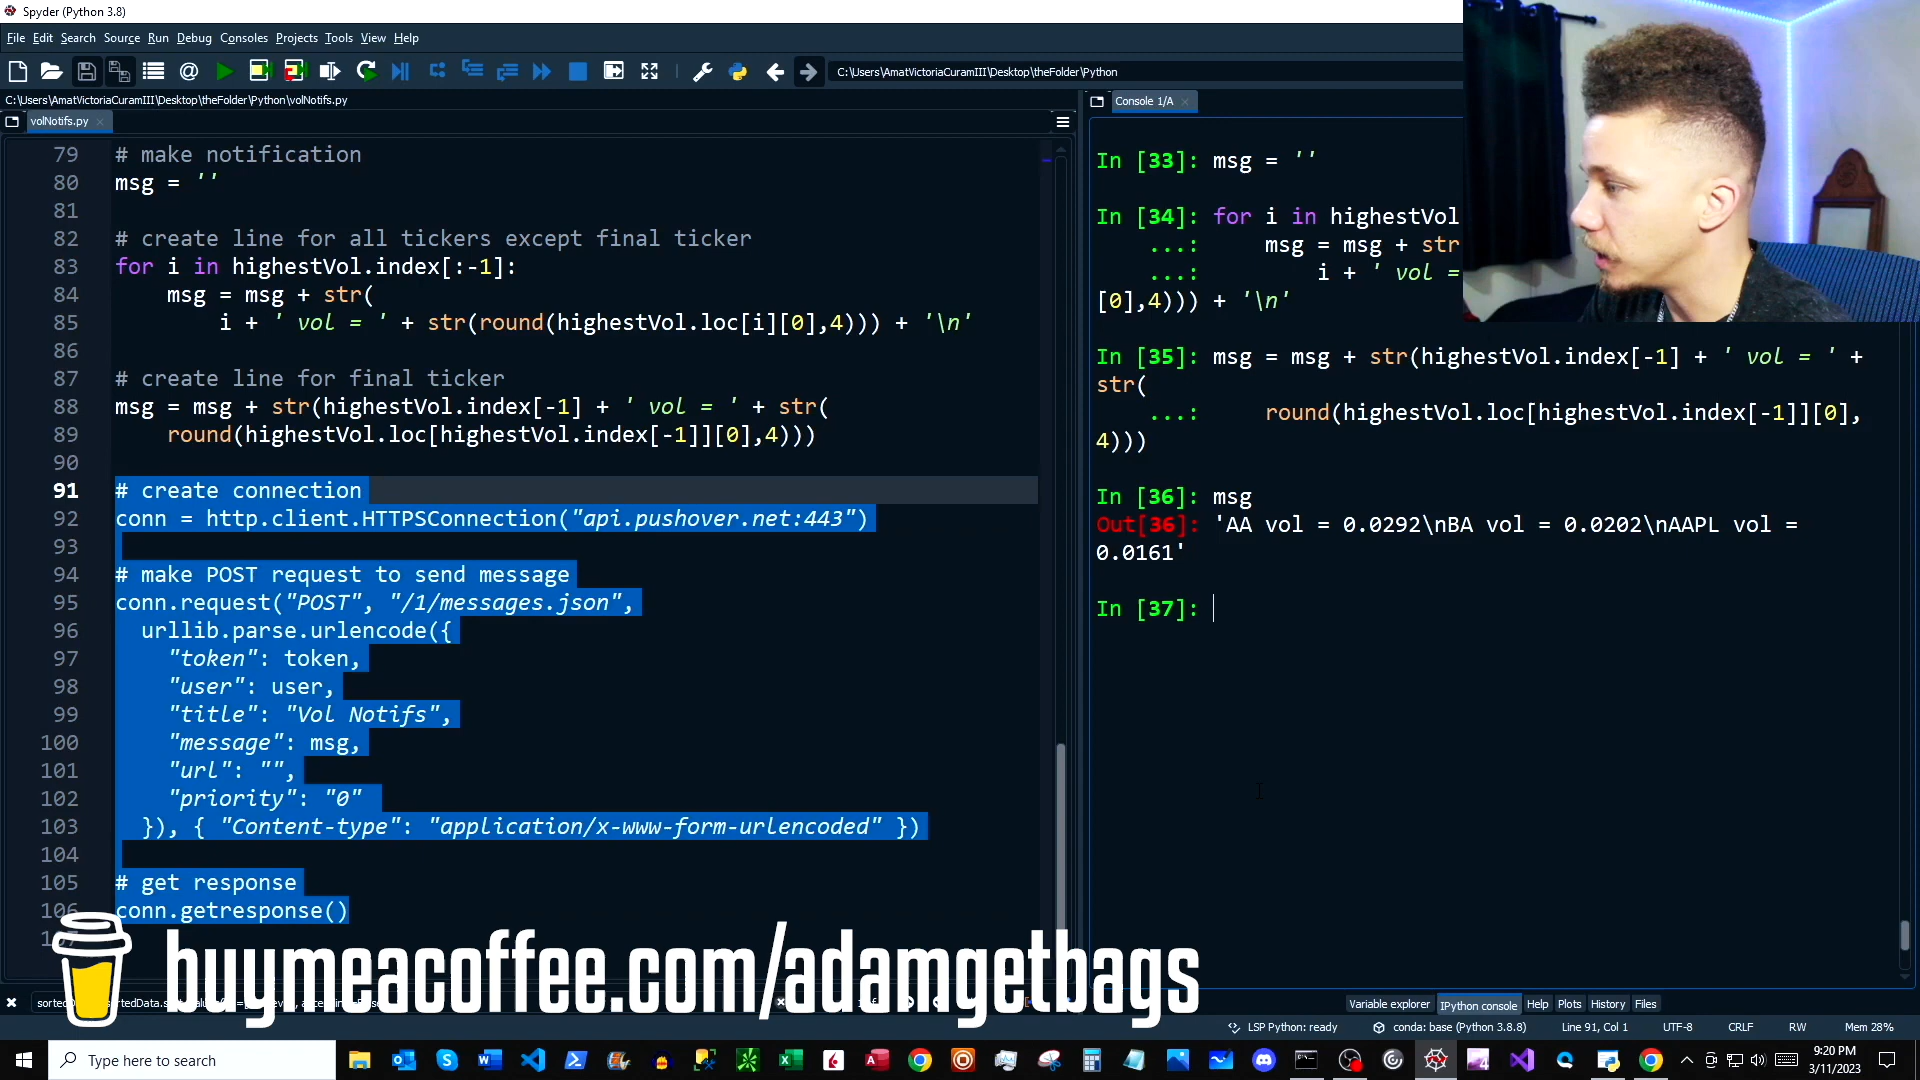 Spyder (Python 3.8)
File Edit Search Source Run Debug Consoles Projects Tools View Help
C:\Users\AmatVictoriaCuramIII\Desktop\theFolder\Python
C:\Users\AmatVictoriaCuramIII\Desktop\theFolder\Python\volNotifs.py
volNotifs.py
79 # make notification
80 msg = ''
81
82 # create line for all tickers except final ticker
83 for i in highestVol.index[:-1]:
84 msg = msg + str(
85 i + ' vol = ' + str(round(highestVol.loc[i][0],4))) + '\n'
86
87 # create line for final ticker
88 msg = msg + str(highestVol.index[-1] + ' vol = ' + str(
89 round(highestVol.loc[highestVol.index[-1]][0],4)))
90
91 # create connection
92 conn = http.client.HTTPSConnection("api.pushover.net:443")
93
94 # make POST request to send message
95 conn.request("POST", "/1/messages.json",
96 urllib.parse.urlencode({
97 "token": token,
98 "user": user,
99 "title": "Vol Notifs",
100 "message": msg,
101 "url": "",
102 "priority": "0"
103 }), { "Content-type": "application/x-www-form-urlencoded" })
104
105 # get response
106 conn.getresponse()
Console 1/A
In [33]: msg = ''
In [34]: for i in highestVol
...: msg = msg + str
...: i + ' vol =
[0],4))) + '\n'
In [35]: msg = msg + str(highestVol.index[-1] + ' vol = ' +
str(
...: round(highestVol.loc[highestVol.index[-1]][0],
4)))
In [36]: msg
Out[36]: 'AA vol = 0.0292\nBA vol = 0.0202\nAAPL vol =
0.0161'
In [37]:
buymeacoffee.com/adamgetbags
Variable explorer IPython console Help Plots History Files
LSP Python: ready conda: base (Python 3.8.8) Line 91, Col 1 UTF-8 CRLF RW Mem 28%
Type here to search
9:20 PM
3/11/2023